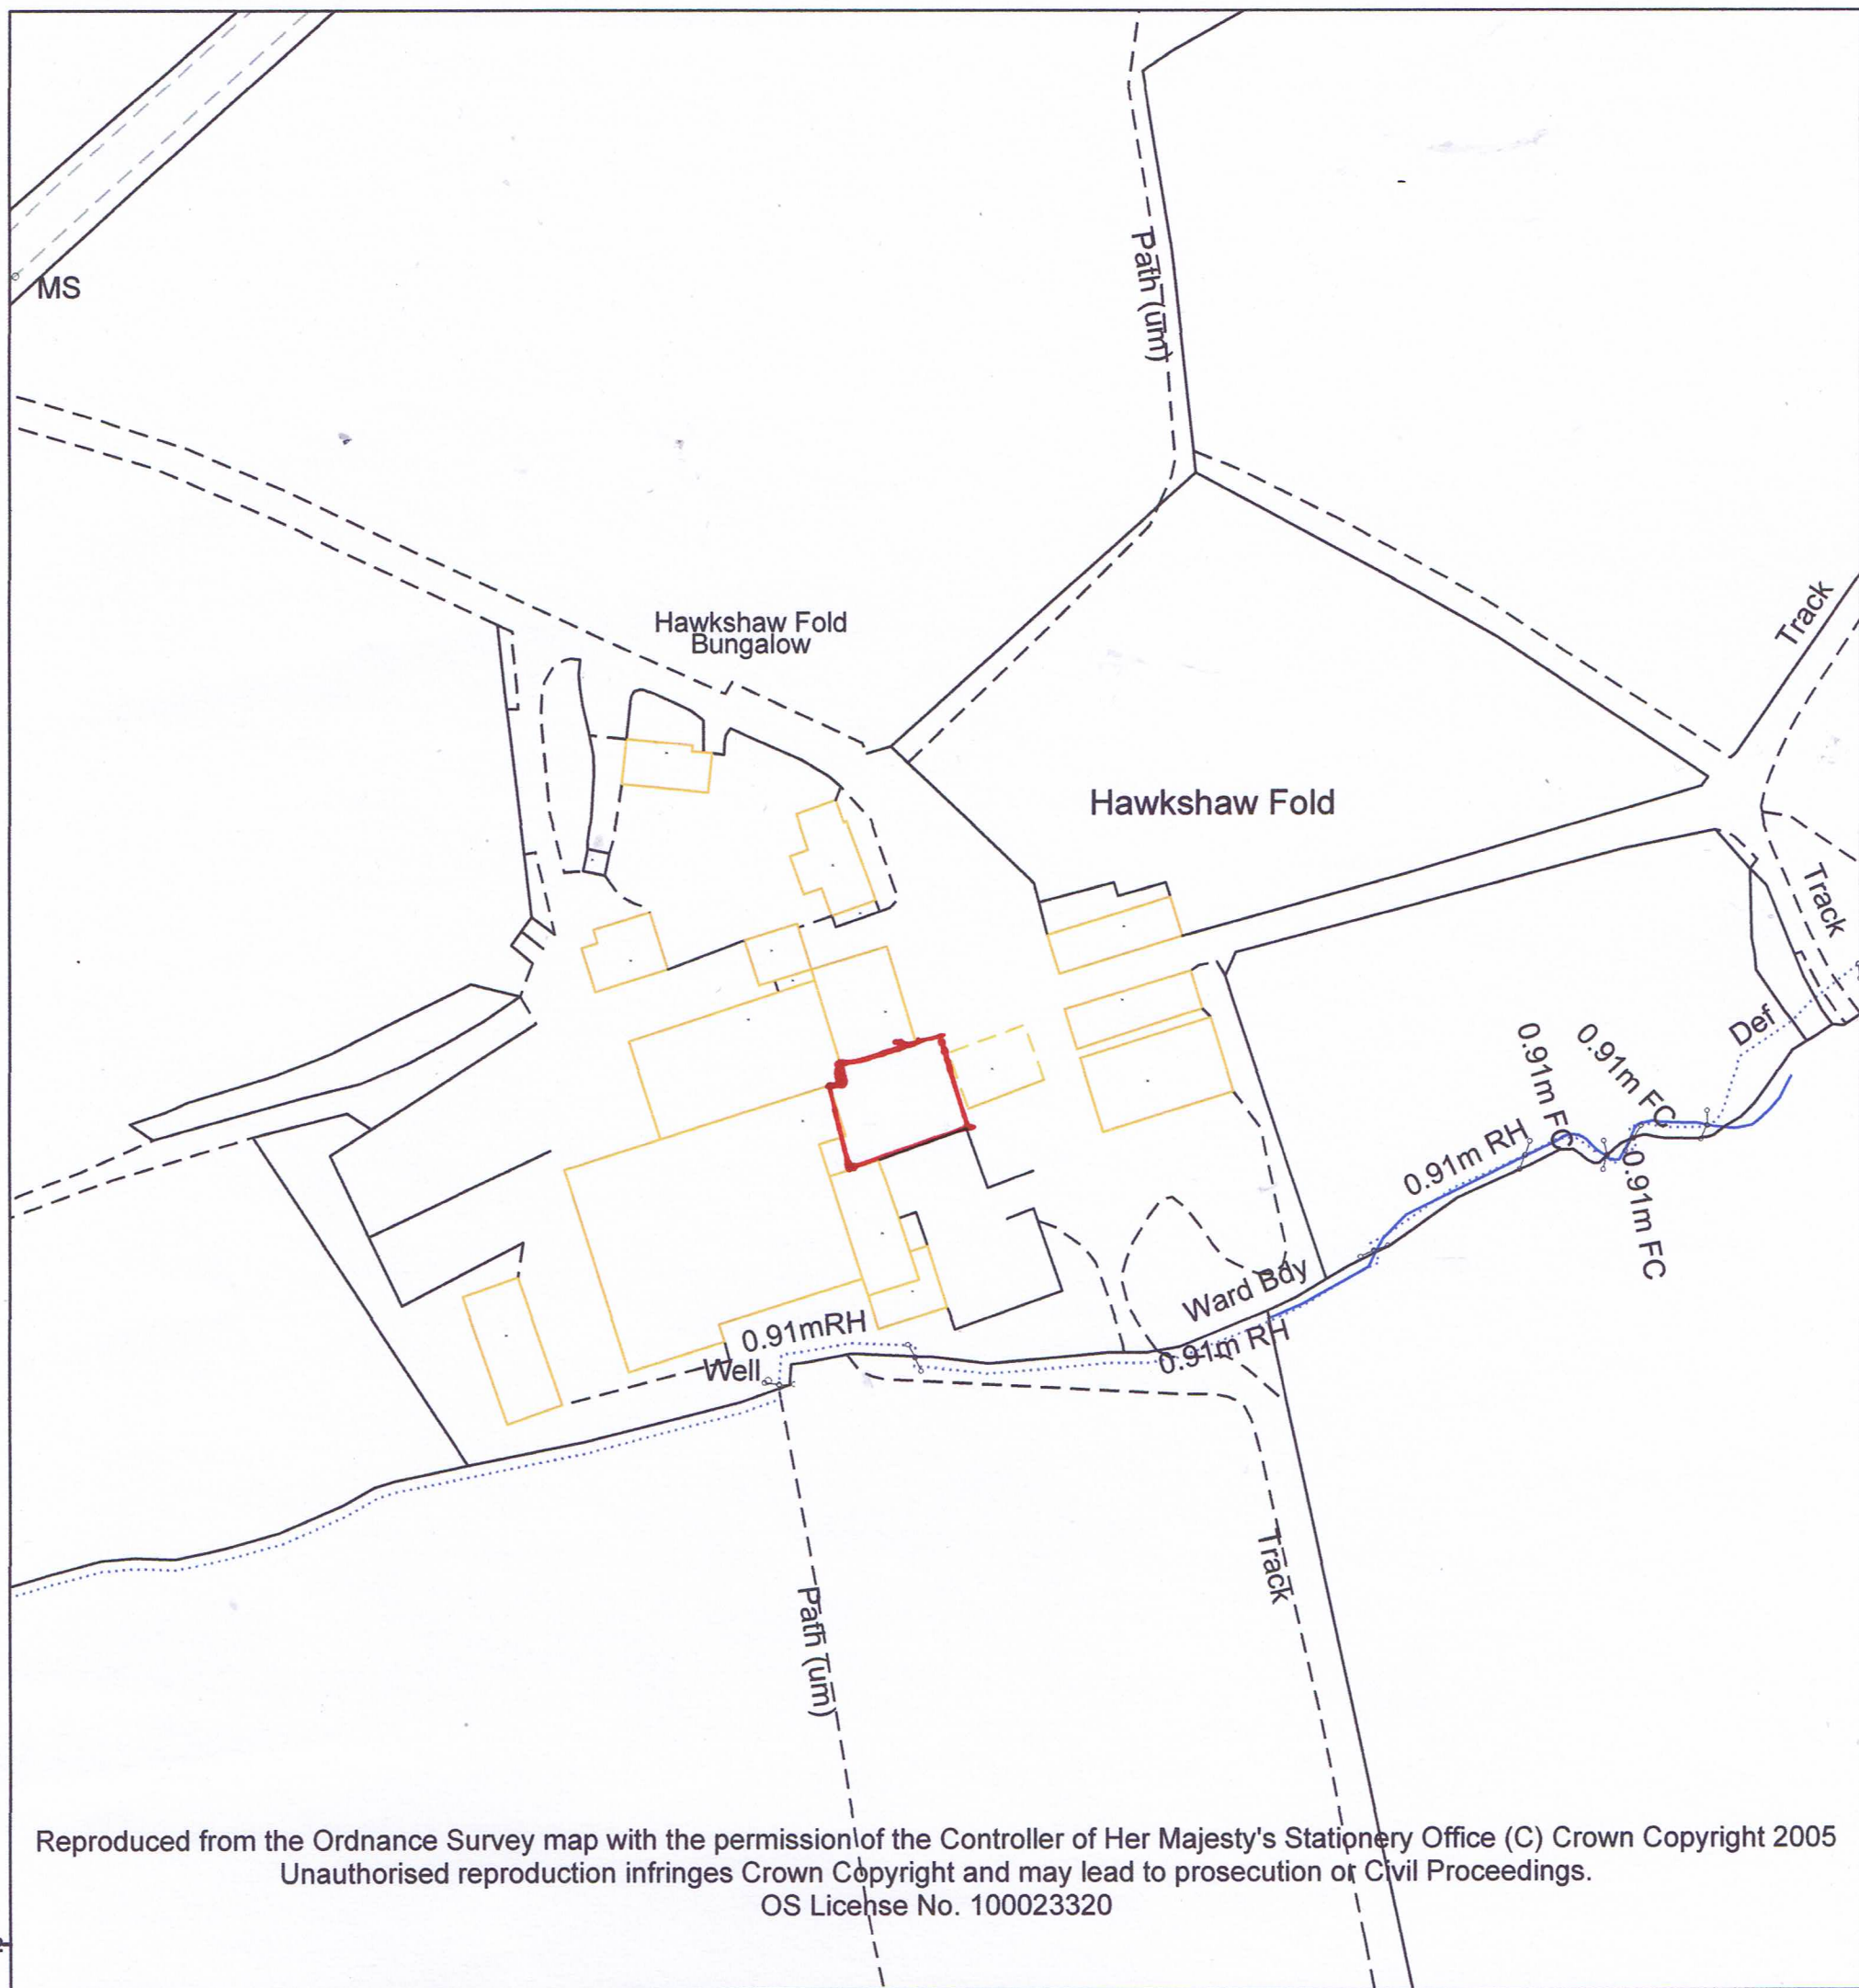 MS
Path (um)
Hawkshaw Fold
Bungalow
Track
Hawkshaw Fold
Track
Def
0.91m FC
0.91m FC
0.91m RH
0.91m FC
Ward Bdy
0.91mRH
0.91m RH
Well
Track
Path (um)
Reproduced from the Ordnance Survey map with the permission of the Controller of Her Majesty's Stationery Office (C) Crown Copyright 2005
Unauthorised reproduction infringes Crown Copyright and may lead to prosecution or Civil Proceedings.
OS License No. 100023320